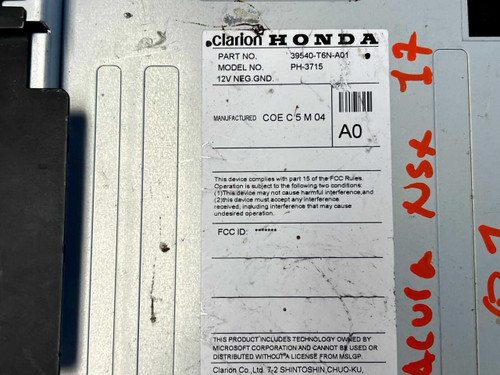 clarion HONDA
PART NO. 39540-T6N-A01
MODEL NO. PH-3715
12V NEG.GND.
MANUFACTURED COE C 5 M 04
A0
This device complies with part 15 of the FCC Rules.
Operation is subject to the following two conditions:
(1)This device may not cause harmful interference,and
(2)this device must accept any interference
received, including interference that may cause
undesired operation.
FCC ID: *******
THIS PRODUCT INCLUDES TECHNOLOGY OWNED BY
MICROSOFT CORPORATION AND CANNOT BE USED OR
DISTRIBUTED WITHOUT A LICENSE FROM MSLGP.
Clarion Co.,Ltd. 7-2 SHINTOSHIN,CHUO-KU,
Acura NSX 17